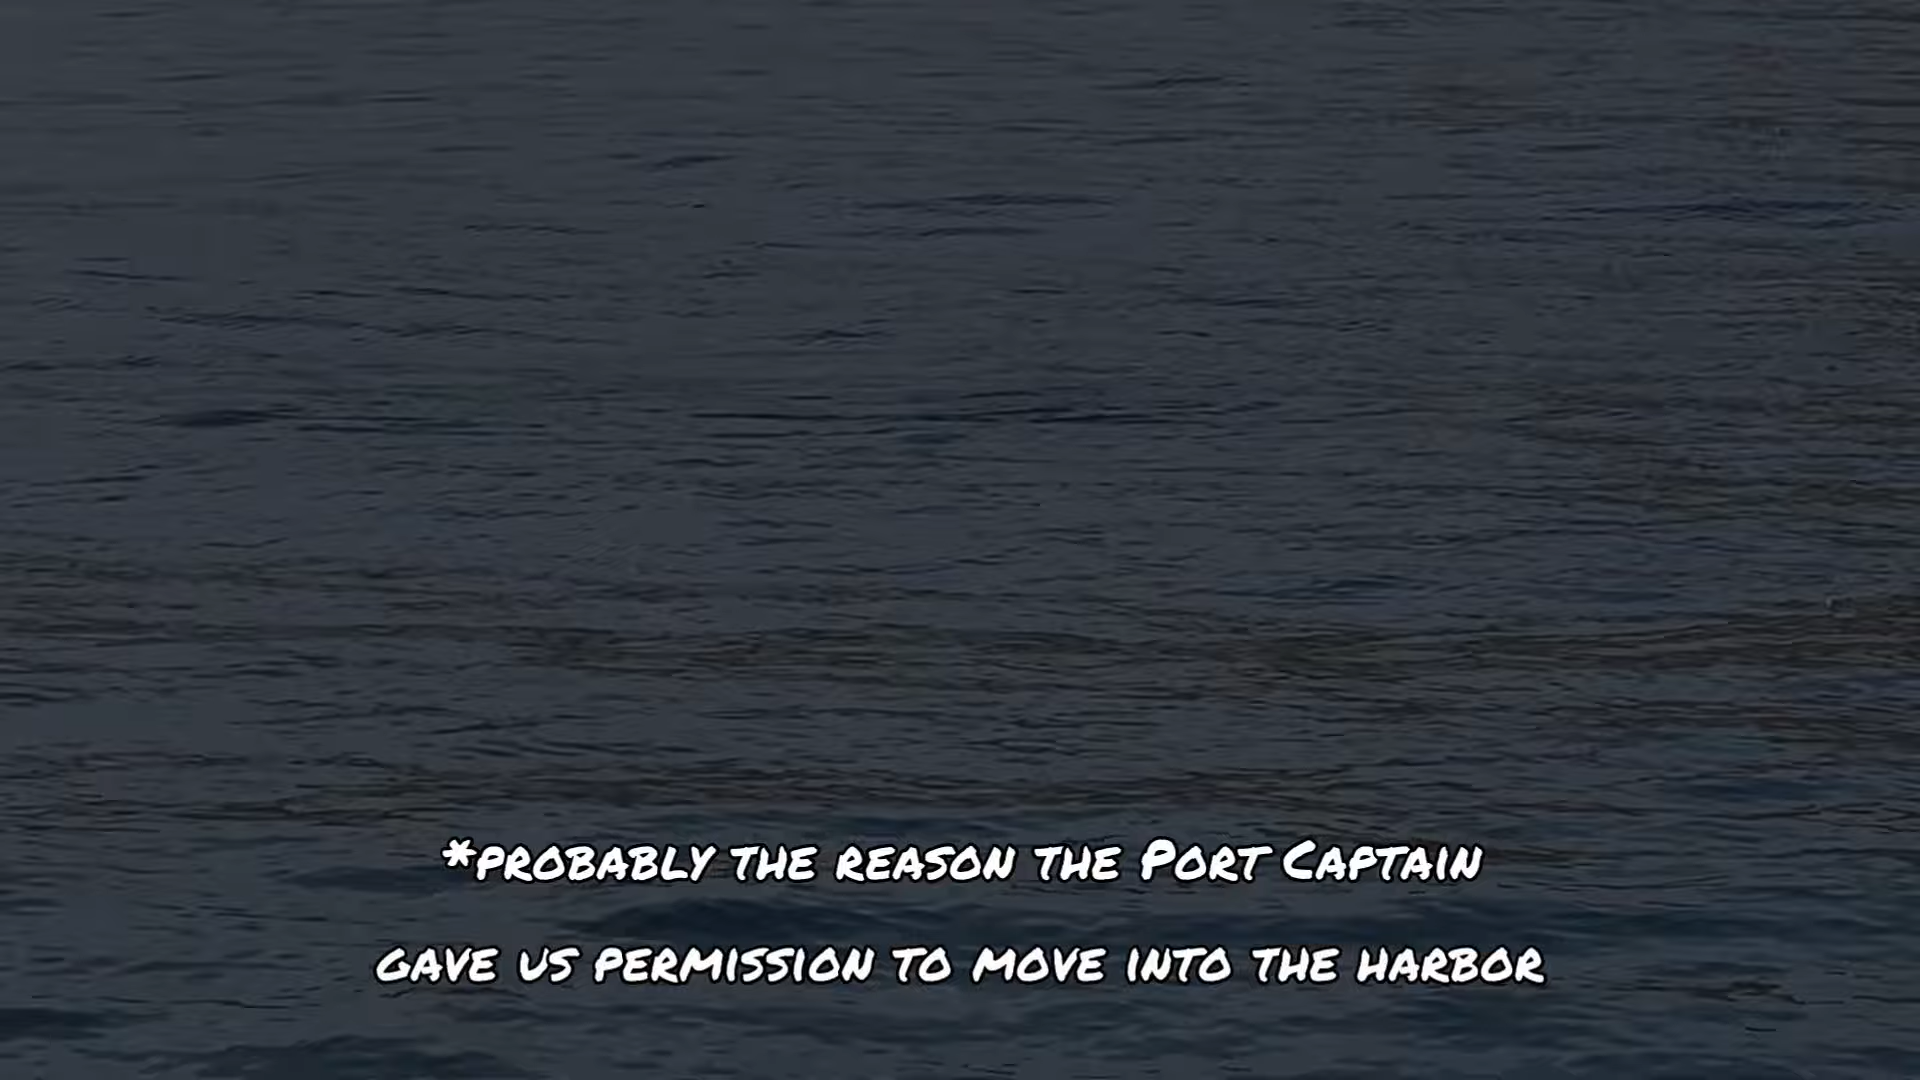 *probably the reason the Port Captain
gave us permission to move into the harbor